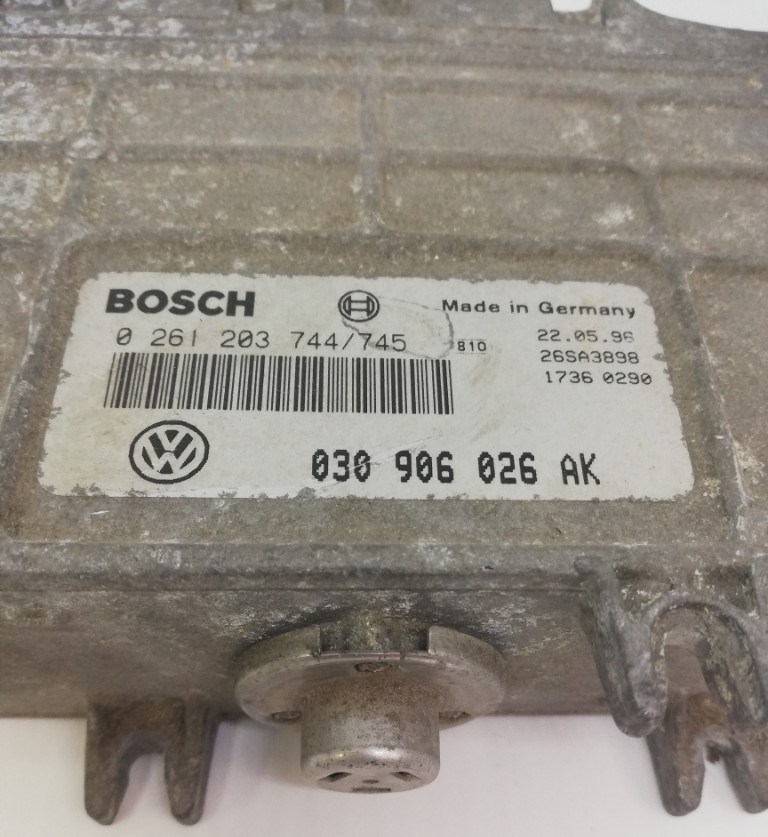 BOSCH
Made in Germany
0 261 203 744/745
810
22.05.96
26SA3898
1736 0290
030 906 026 AK